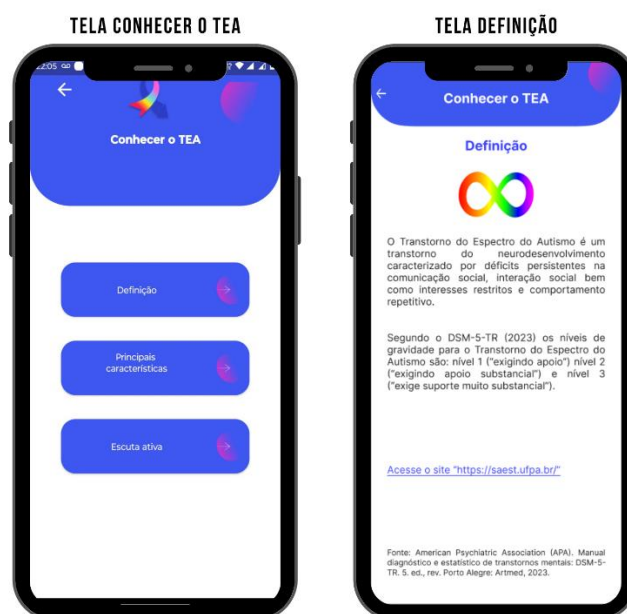 TELA CONHECER O TEA
22:05
Conhecer o TEA
Definição
Principais
características
Escuta ativa
TELA DEFINIÇÃO
Conhecer o TEA
Definição
O Transtorno do Espectro do Autismo é um
transtorno do neurodesenvolvimento
caracterizado por déficits persistentes na
comunicação social, interação social bem
como interesses restritos e comportamento
repetitivo.
Segundo o DSM-5-TR (2023) os níveis de
gravidade para o Transtorno do Espectro do
Autismo são: nível 1 ("exigindo apoio") nível 2
("exigindo apoio substancial") e nível 3
("exige suporte muito substancial").
Acesse o site "https://saest.ufpa.br/"
Fonte: American Psychiatric Association (APA). Manual
diagnóstico e estatístico de transtornos mentais: DSM-5-
TR. 5. ed., rev. Porto Alegre: Artmed, 2023.